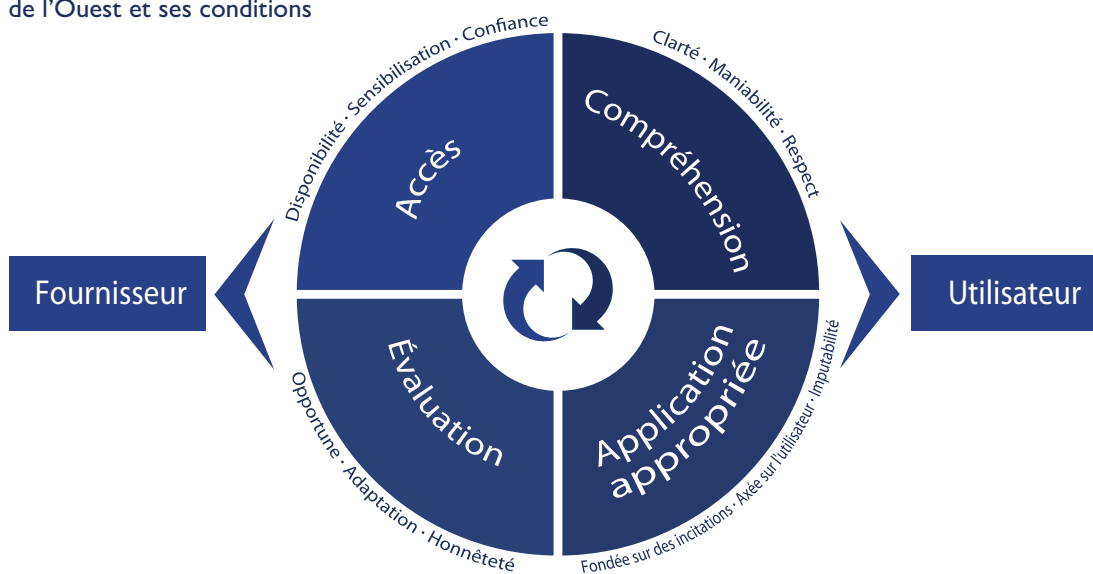 de l'Ouest et ses conditions
Disponibilité · Sensibilisation · Confiance
Clarté · Maniabilité · Respect
Accès
Compréhension
Fournisseur
Utilisateur
Évaluation
Application
appropriée
Opportune · Adaptation · Honnêteté
Fondée sur des incitations · Axée sur l'utilisateur · Imputabilité